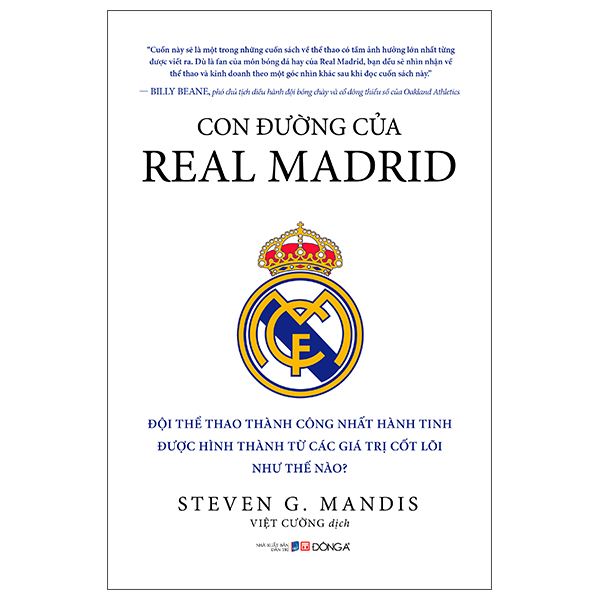 “Cuốn này sẽ là một trong những cuốn sách về thể thao có tầm ảnh hưởng lớn nhất từng
được viết ra. Dù là fan của môn bóng đá hay của Real Madrid, bạn đều sẽ nhìn nhận về
thể thao và kinh doanh theo một góc nhìn khác sau khi đọc cuốn sách này.”
— BILLY BEANE, phó chủ tịch điều hành đội bóng chày và cổ đông thiểu số của Oakland Athletics
CON ĐƯỜNG CỦA
REAL MADRID
ĐỘI THỂ THAO THÀNH CÔNG NHẤT HÀNH TINH
ĐƯỢC HÌNH THÀNH TỪ CÁC GIÁ TRỊ CỐT LÕI
NHƯ THẾ NÀO?
STEVEN G. MANDIS
VIỆT CƯỜNG dịch
NHÀ XUẤT BẢN
DÂN TRÍ
ĐÔNG A